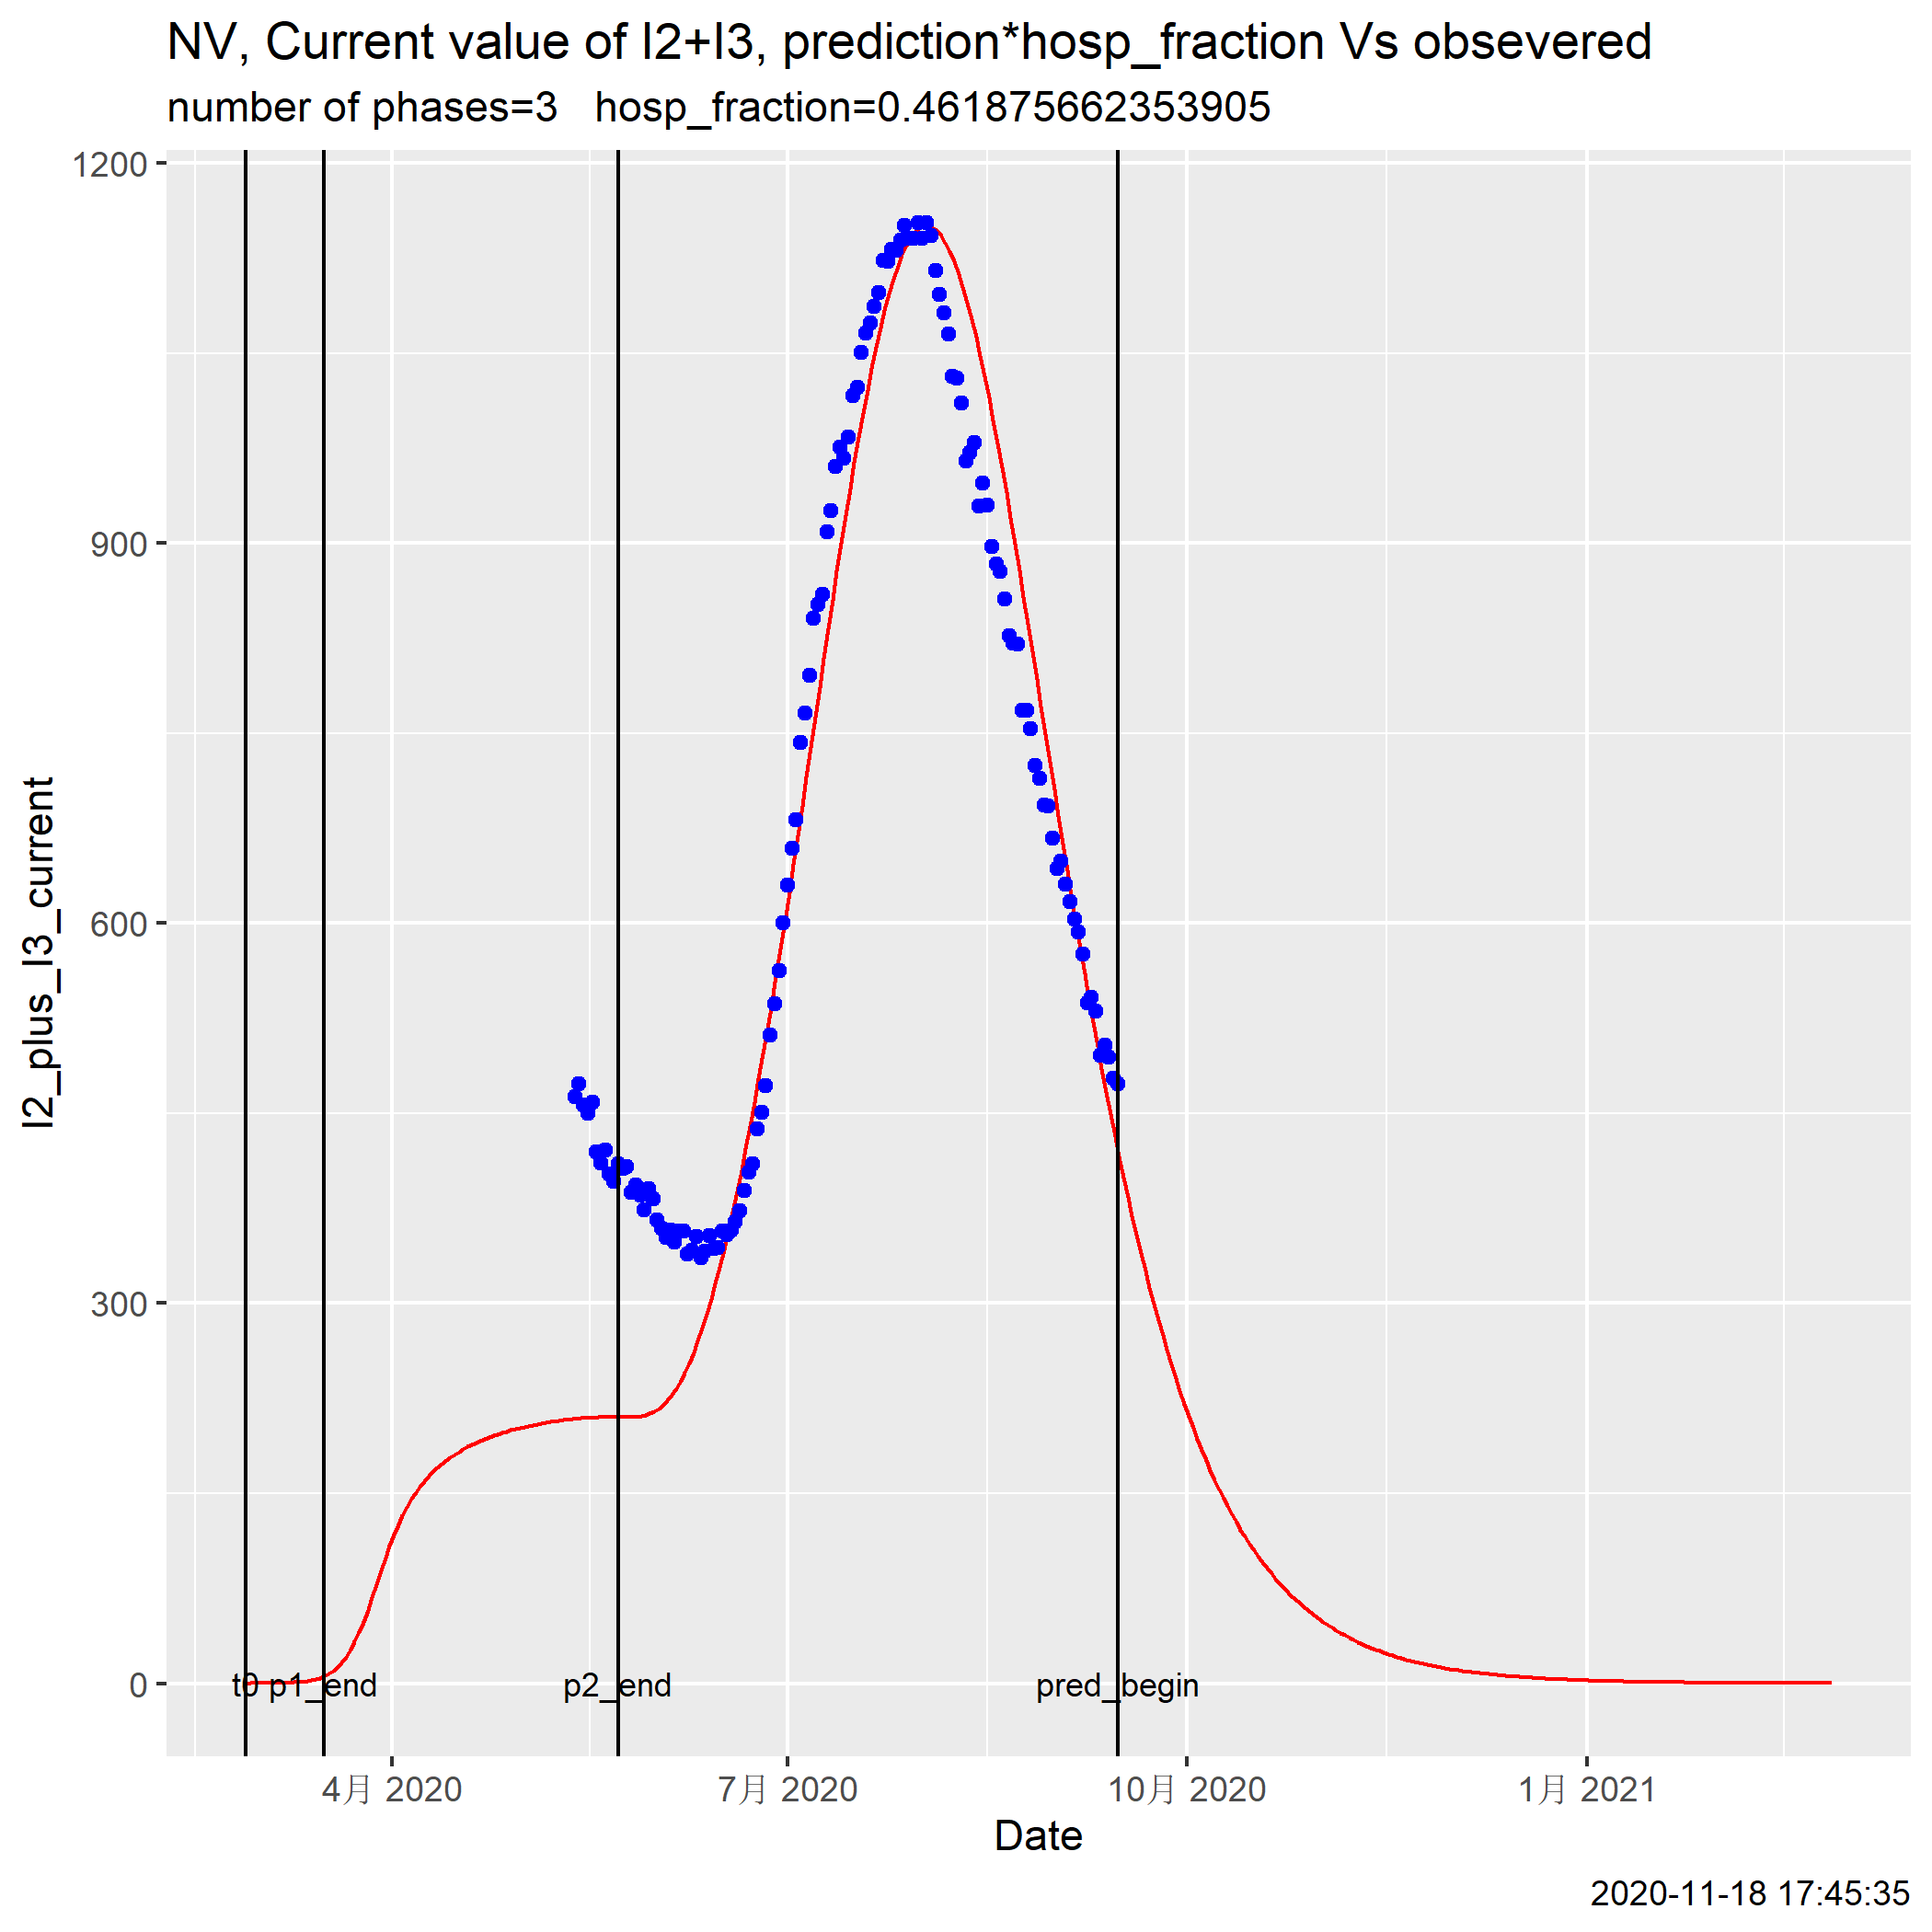 NV, Current value of I2+I3, prediction*hosp_fraction Vs obsevered
number of phases=3   hosp_fraction=0.461875662353905
I2_plus_I3_current
1200
900
600
300
0
t0 p1_end
p2_end
pred_begin
4月 2020
7月 2020
10月 2020
1月 2021
Date
2020-11-18 17:45:35